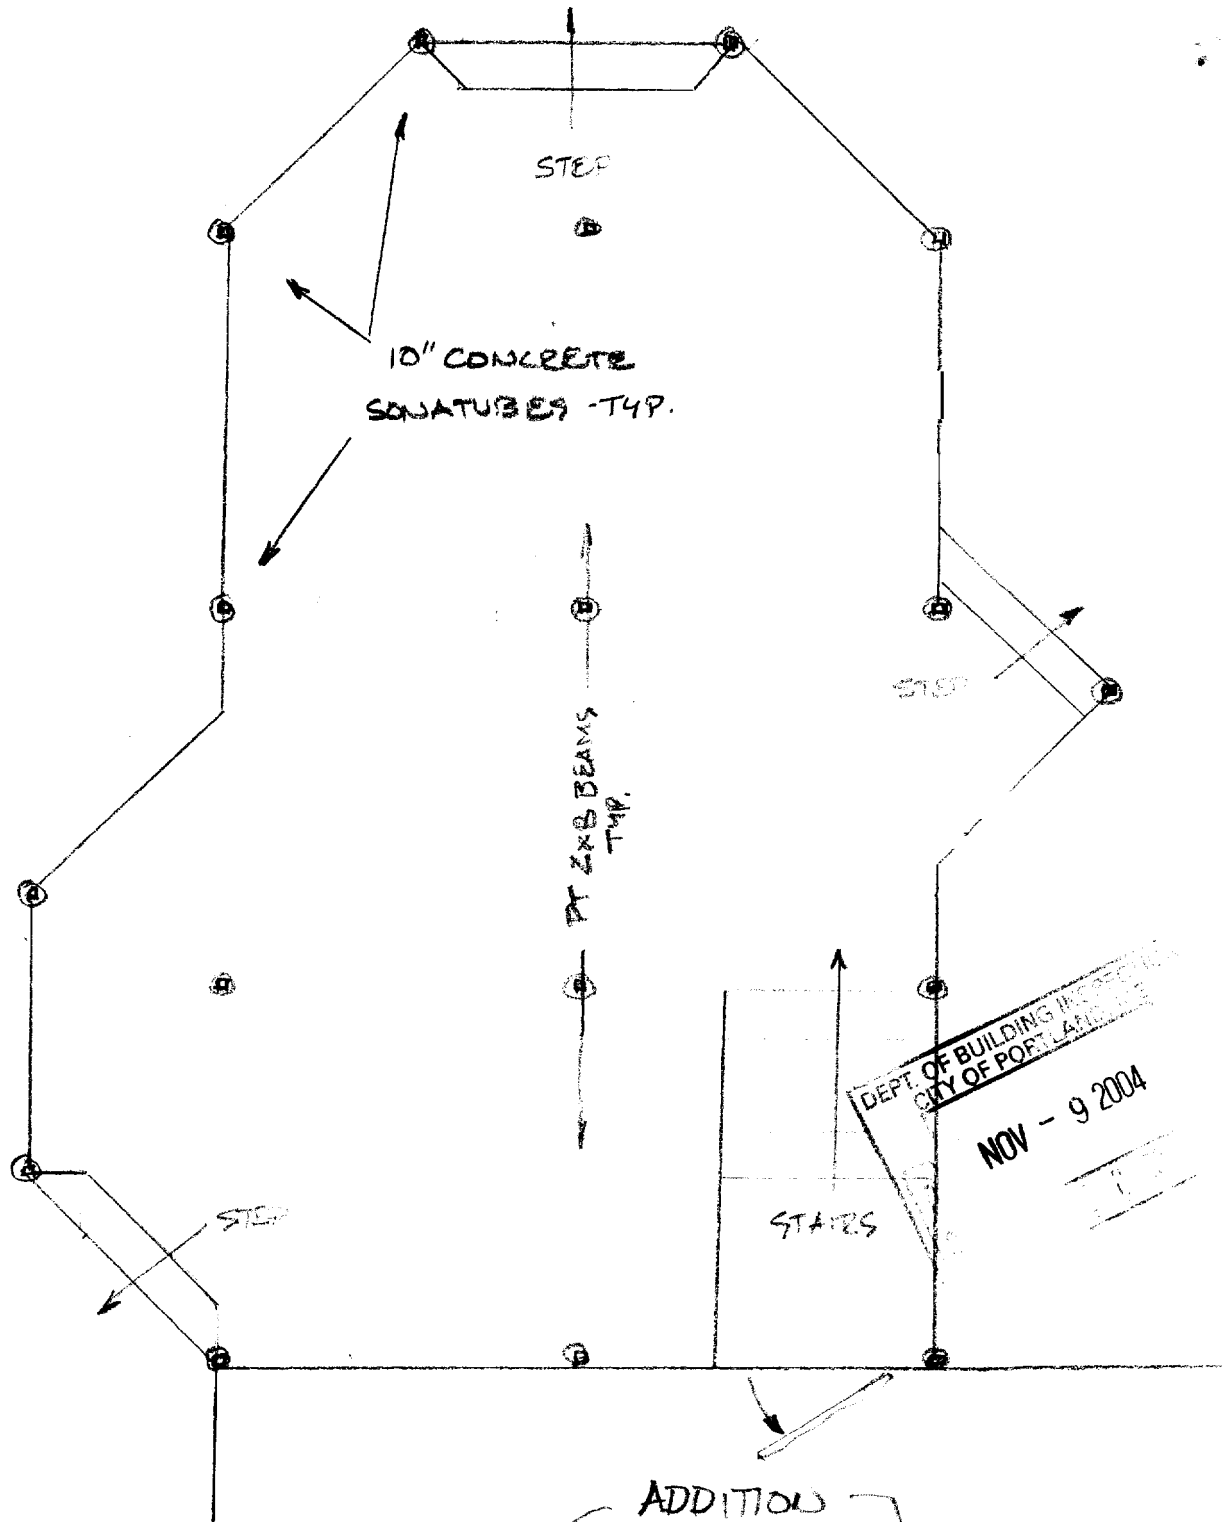 STEP
10" CONCRETE
SONATUBES -TYP.
STEP
PT 2x8 BEAMS
TYP.
DEPT. OF BUILDING INSPECTION
CITY OF PORTLAND, ME
NOV - 9 2004
STEP
STAIRS
ADDITION